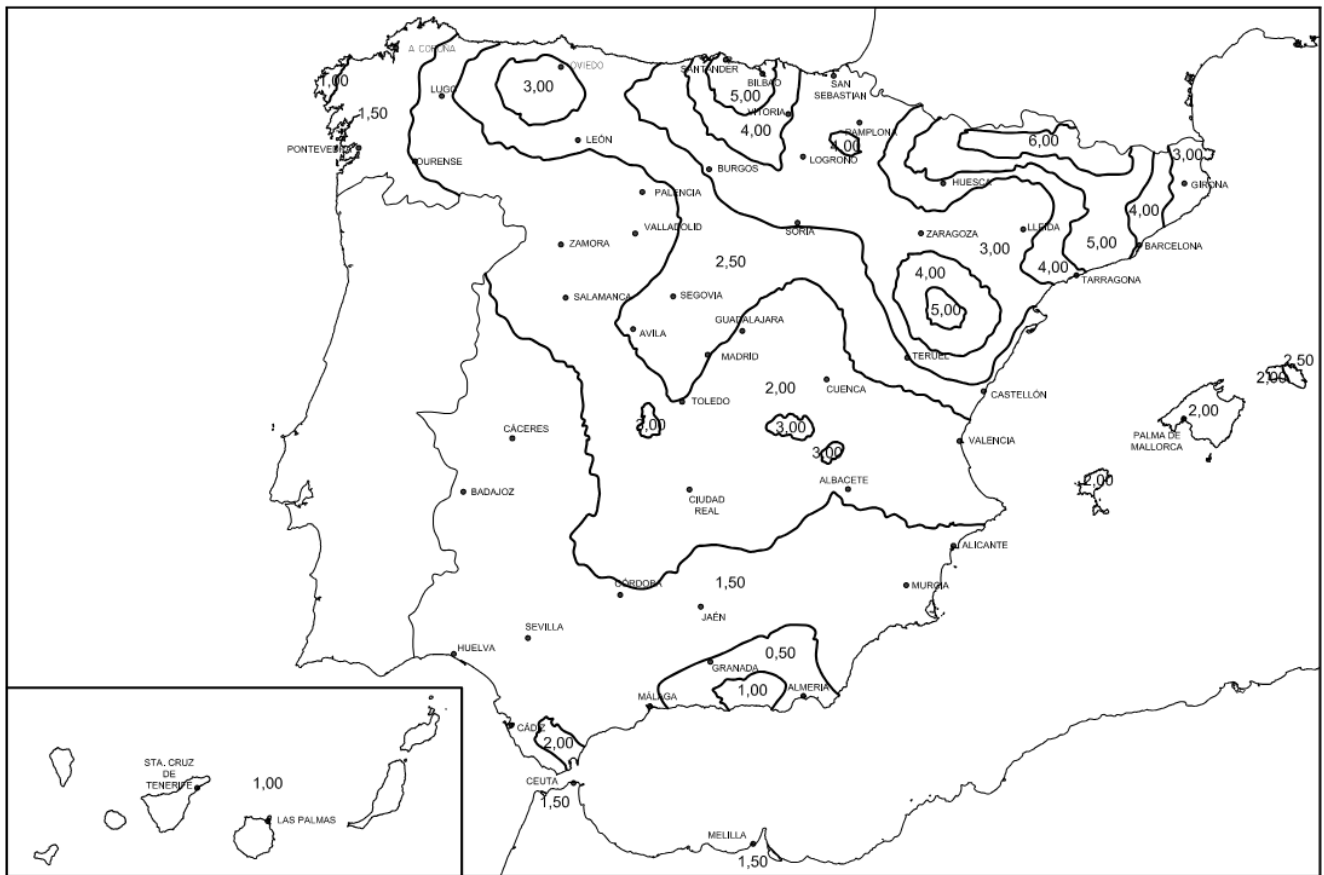 A CORUÑA
OVIEDO
SANTANDER
BILBAO
SAN
SEBASTIAN
1,00
LUGO
3,00
5,00
1,50
VITORIA
4,00
PAMPLONA
4,00
6,00
PONTEVEDRA
LEÓN
LOGROÑO
3,00
OURENSE
BURGOS
HUESCA
GIRONA
PALENCIA
4,00
VALLADOLID
SORIA
ZARAGOZA
LLEIDA
ZAMORA
3,00
5,00
BARCELONA
2,50
4,00
4,00
TARRAGONA
SALAMANCA
SEGOVIA
5,00
GUADALAJARA
AVILA
MADRID
TERUEL
2,50
2,00
2,00
CUENCA
CASTELLÓN
TOLEDO
2,00
3,00
3,00
CÁCERES
PALMA DE
MALLORCA
VALENCIA
3,00
2,00
BADAJOZ
ALBACETE
CIUDAD
REAL
ALICANTE
1,50
CÓRDOBA
MURCIA
JAÉN
SEVILLA
HUELVA
0,50
GRANADA
1,00
ALMERIA
MÁLAGA
CÁDIZ
2,00
STA. CRUZ
DE
TENERIFE
1,00
CEUTA
1,50
LAS PALMAS
MELILLA
1,50